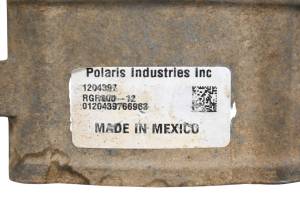 Polaris Industries Inc
1204397
RGR800--12
0120439766963
MADE IN MEXICO